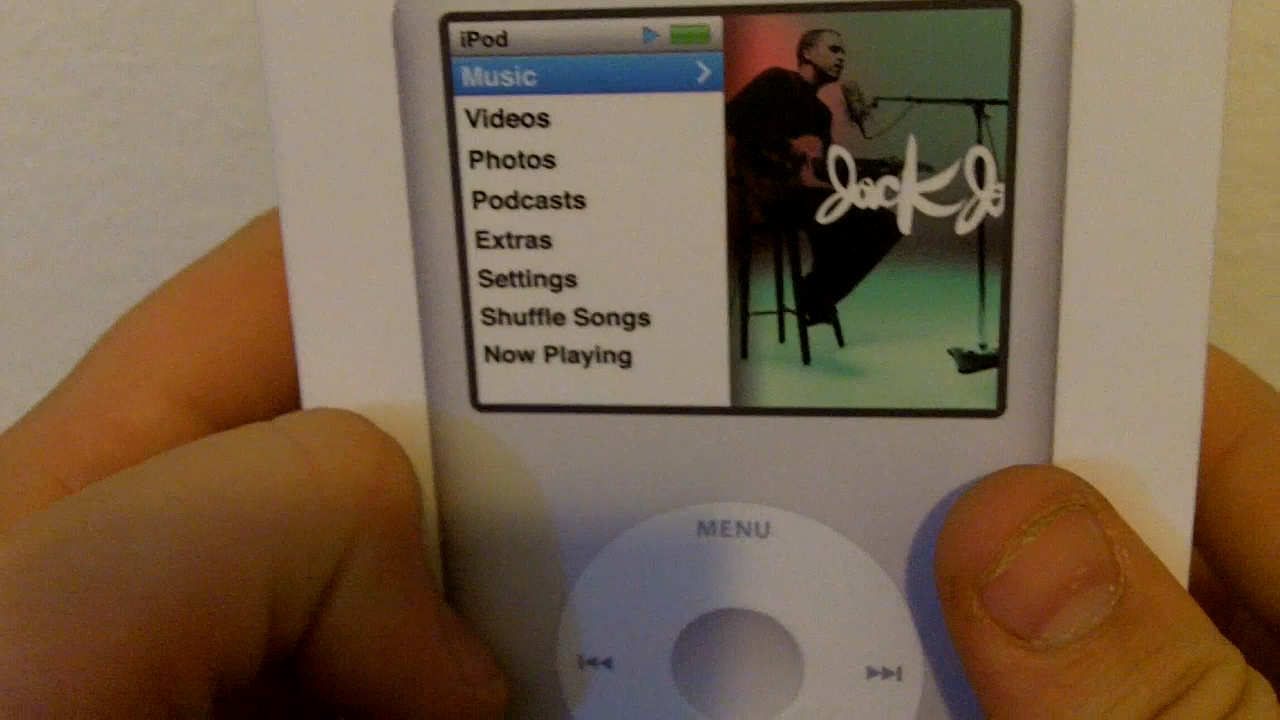 iPod
Music
Videos
Photos
Podcasts
Extras
Settings
Shuffle Songs
Now Playing
Jack Jo
MENU